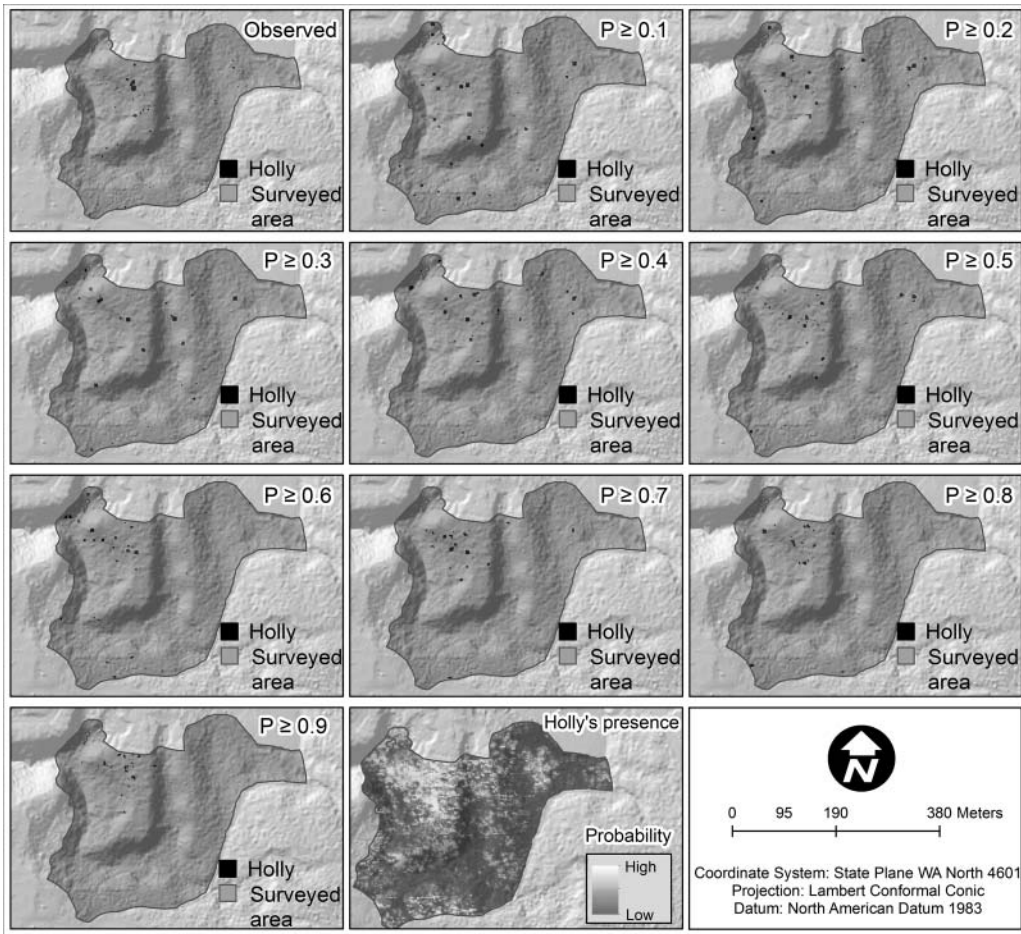 Observed
Holly
Surveyed
area
P ≥ 0.1
Holly
Surveyed
area
P ≥ 0.2
Holly
Surveyed
area
P ≥ 0.3
Holly
Surveyed
area
P ≥ 0.4
Holly
Surveyed
area
P ≥ 0.5
Holly
Surveyed
area
P ≥ 0.6
Holly
Surveyed
area
P ≥ 0.7
Holly
Surveyed
area
P ≥ 0.8
Holly
Surveyed
area
P ≥ 0.9
Holly
Surveyed
area
Holly's presence
Probability
High
Low
N
0 95 190 380 Meters
Coordinate System: State Plane WA North 4601
Projection: Lambert Conformal Conic
Datum: North American Datum 1983